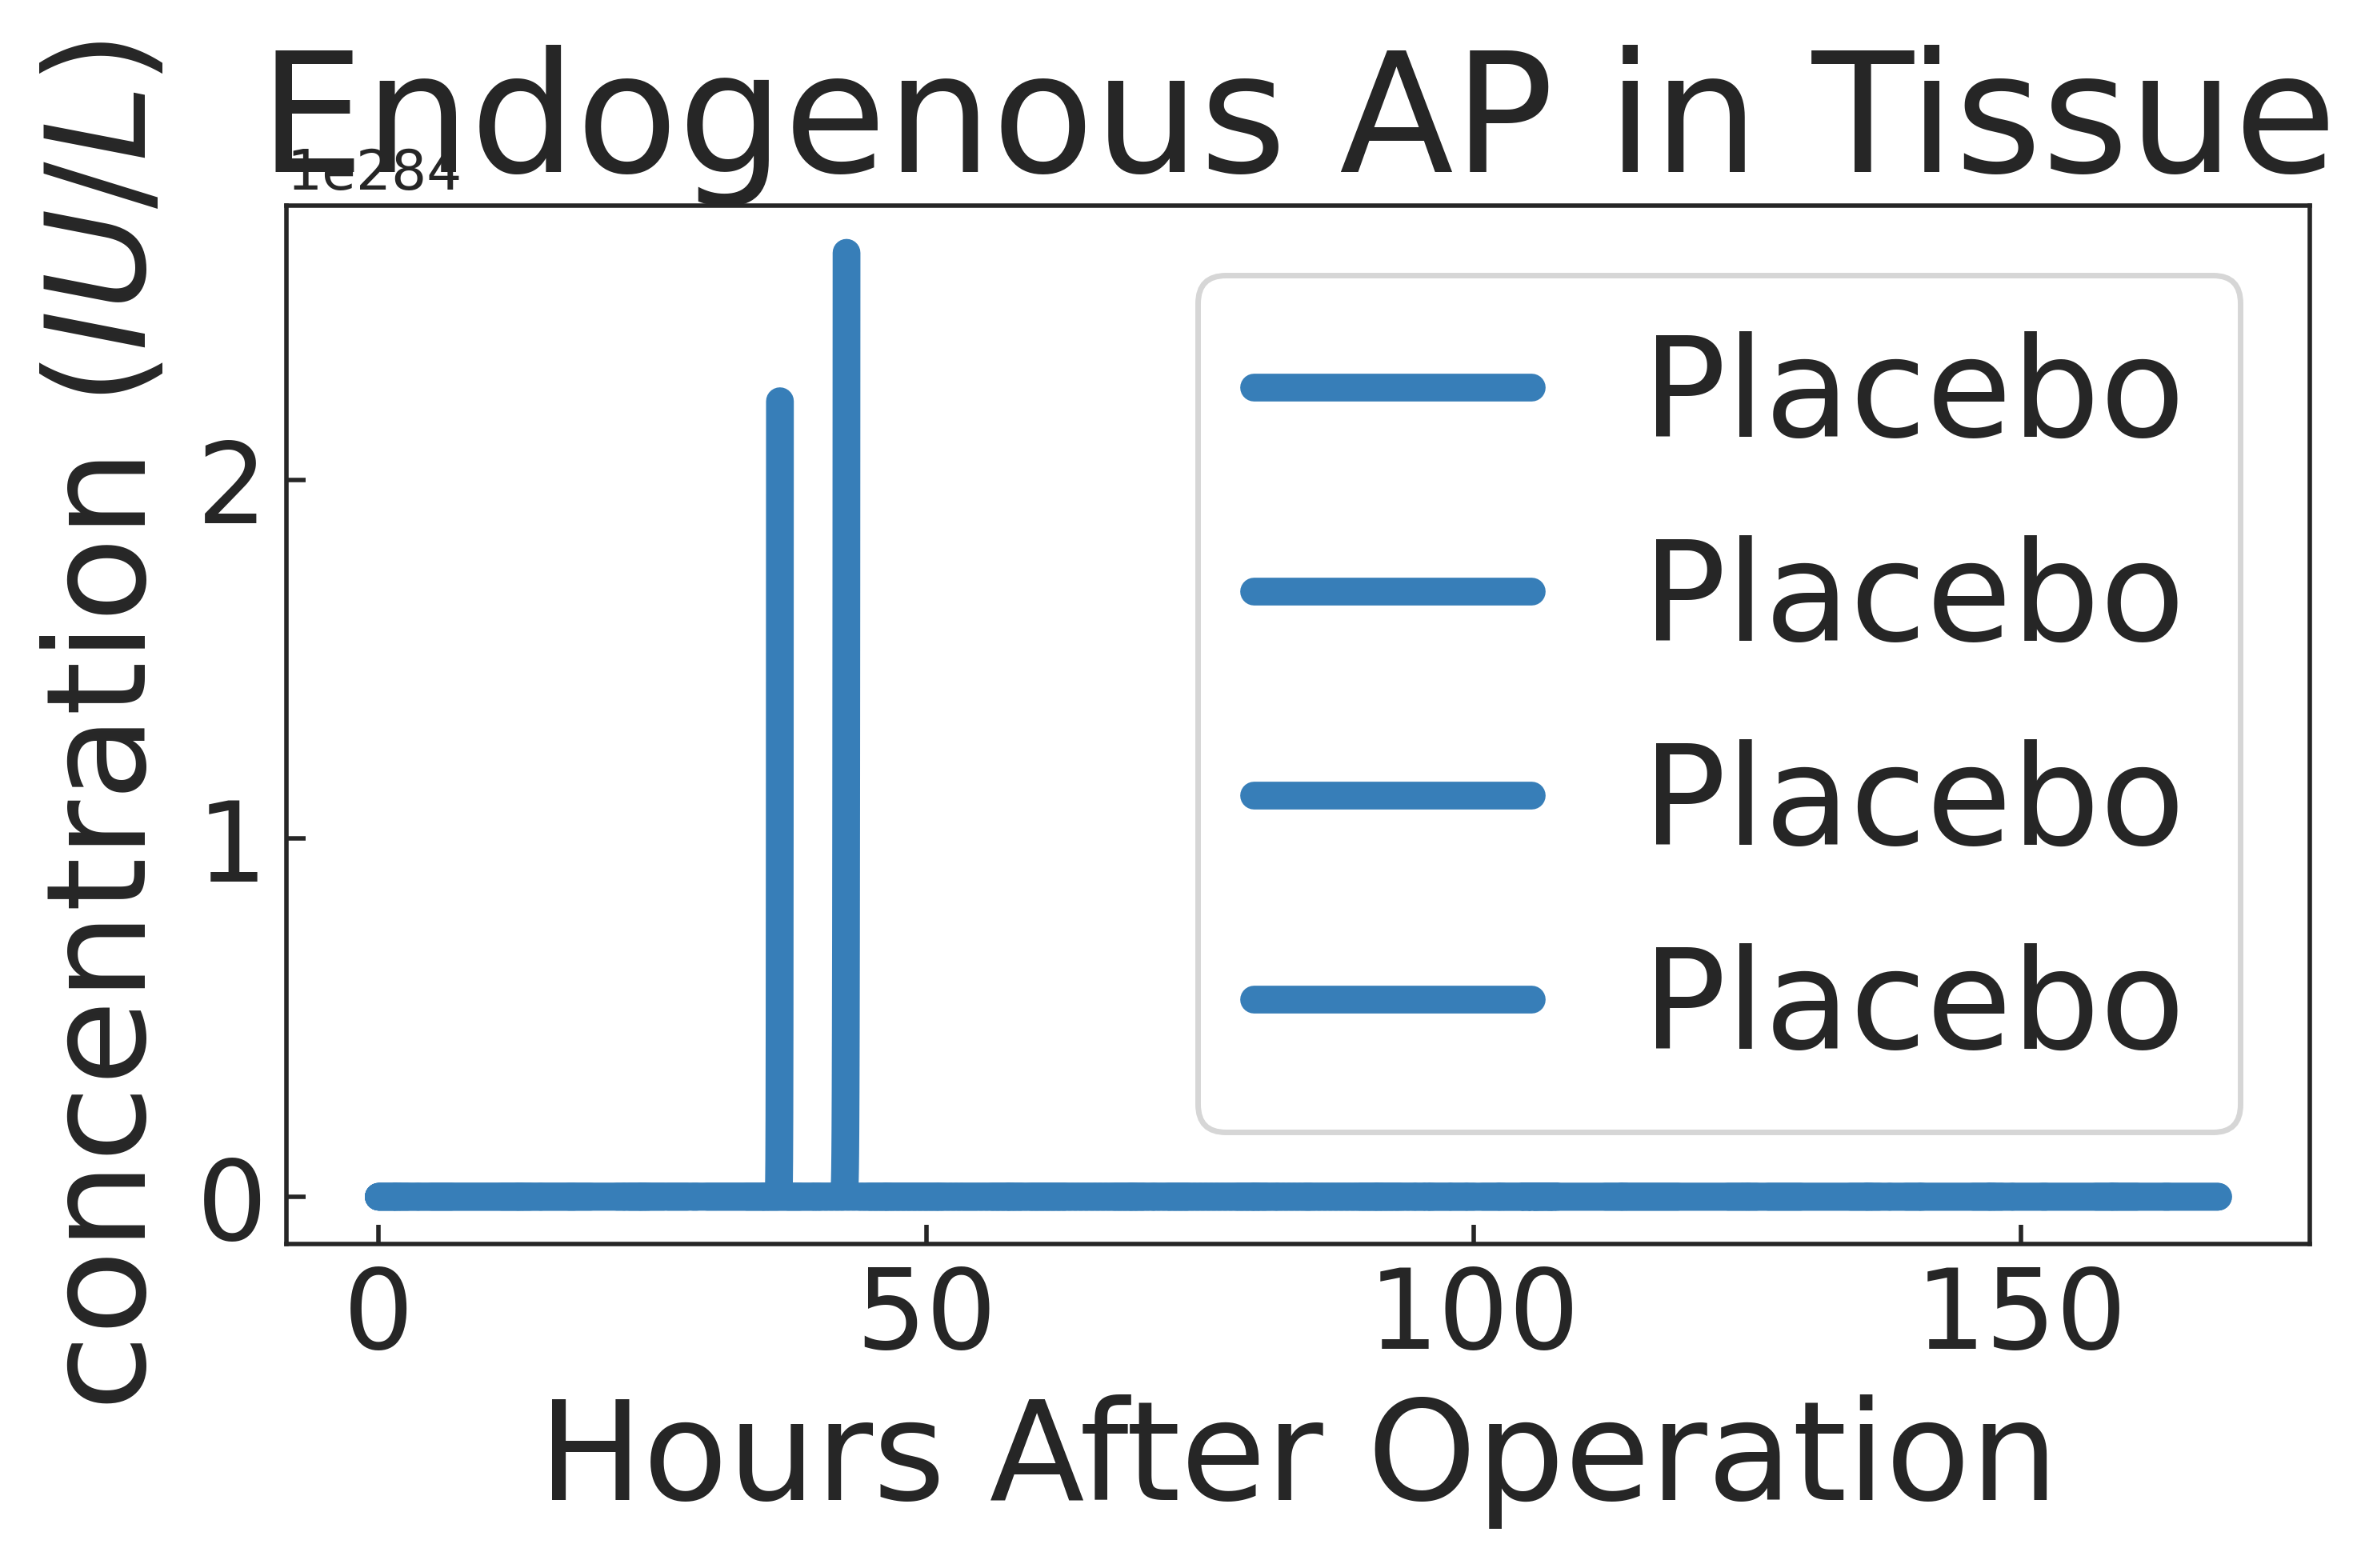 Endogenous AP in Tissue
1e284
concentration (IU/L)
2
1
0
Placebo
Placebo
Placebo
Placebo
0 50 100 150
Hours After Operation